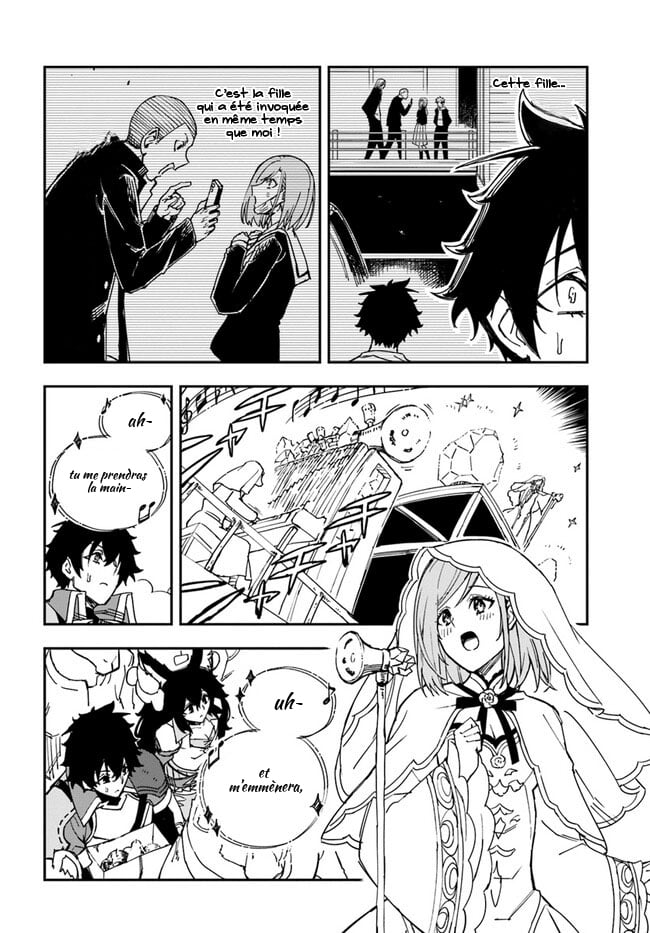 Cette fille...
C'est la fille
qui a été invoquée
en même temps
que moi !
ah-
tu me prendras
la main-
ah-
et
m'emmènera,